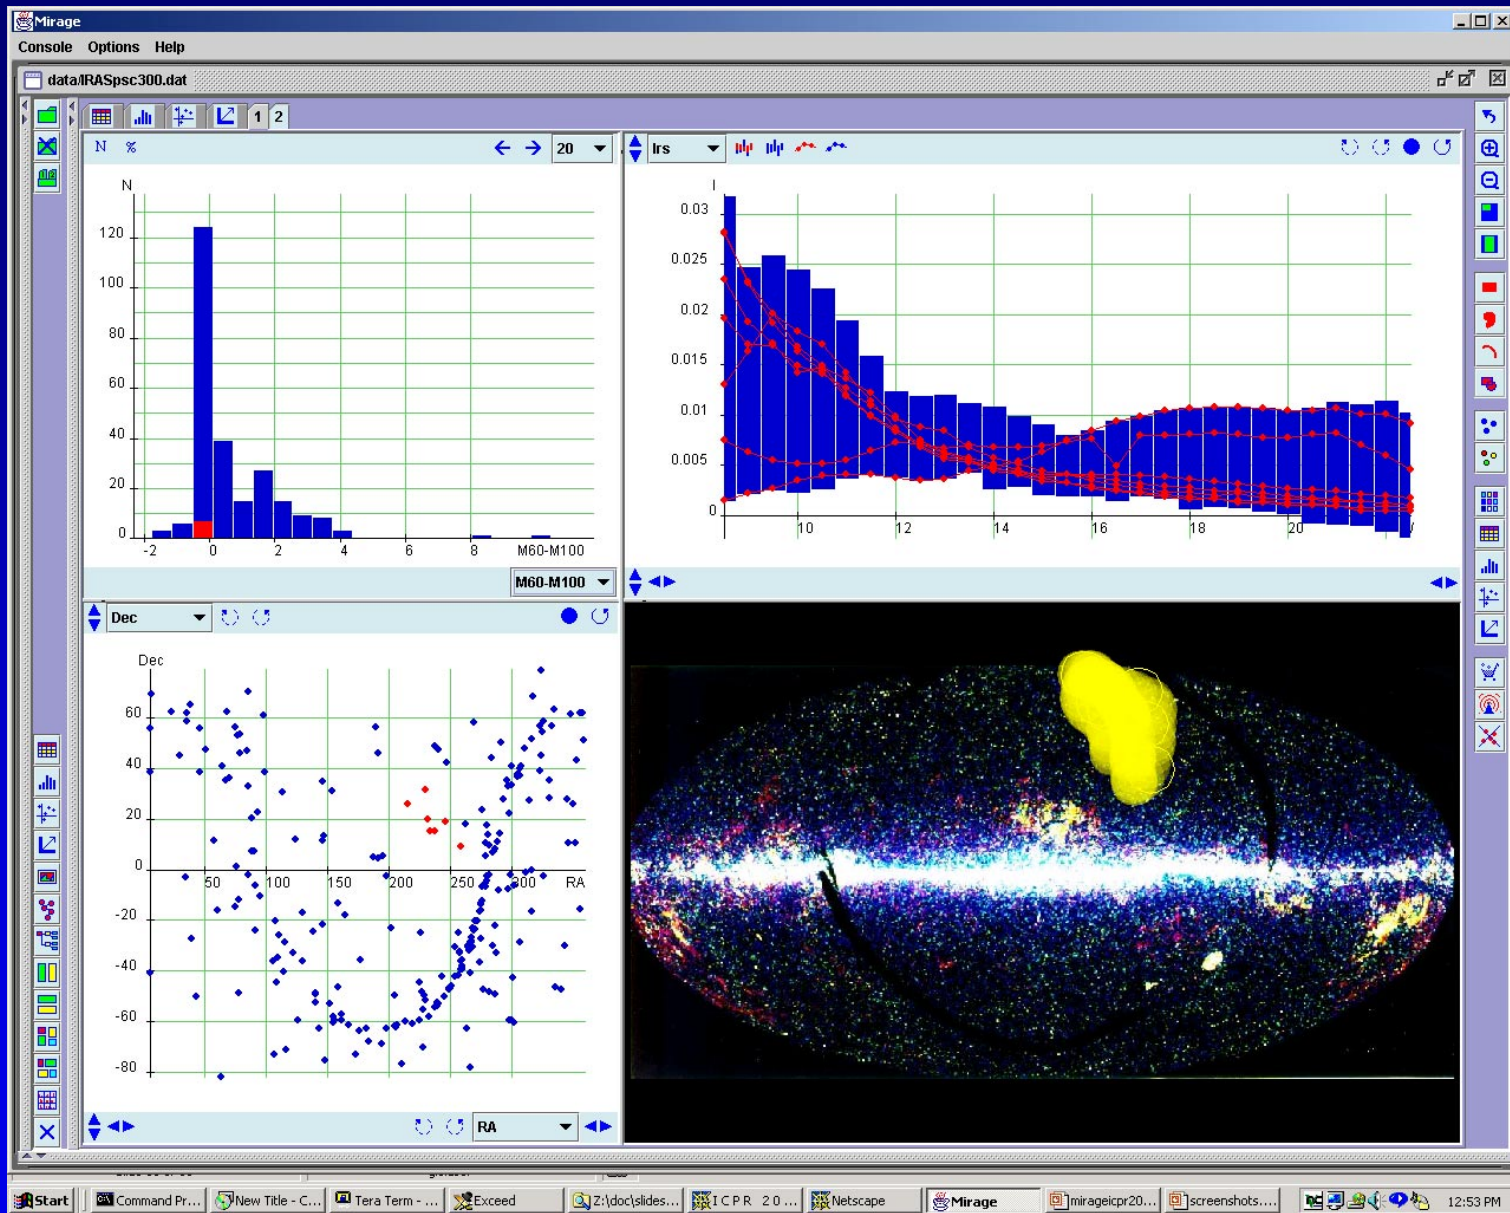 Mirage
Console Options Help
data/IRASpsc300.dat
1 2
N % 20
N
120
100
80
60
40
20
0
-2 0 2 4 6 8 M60-M100
M60-M100
Irs
I
0.03
0.025
0.02
0.015
0.01
0.005
0
10 12 14 16 18 20
Dec
Dec
60
40
20
0
50 100 150 200 250 300 RA
-20
-40
-60
-80
RA
Start Command Pr... New Title - C... Tera Term - ... Exceed Z:\doc\slides... ICPR 20... Netscape Mirage mirageicpr20... screenshots.... 12:53 PM